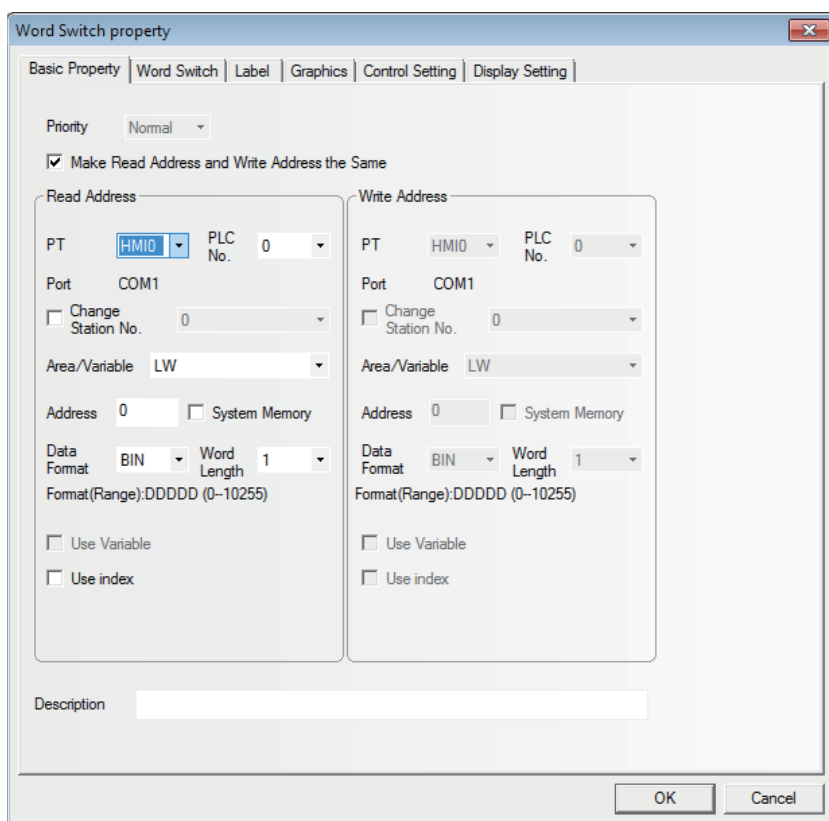 Word Switch property
Basic Property Word Switch Label Graphics Control Setting Display Setting
Priority Normal
Make Read Address and Write Address the Same
Read Address
PT HMI0 PLC No. 0
Port COM1
Change Station No. 0
Area/Variable LW
Address 0 System Memory
Data Format BIN Word Length 1
Format(Range):DDDDD (0--10255)
Use Variable
Use index
Write Address
PT HMI0 PLC No. 0
Port COM1
Change Station No. 0
Area/Variable LW
Address 0 System Memory
Data Format BIN Word Length 1
Format(Range):DDDDD (0--10255)
Use Variable
Use index
Description
OK Cancel